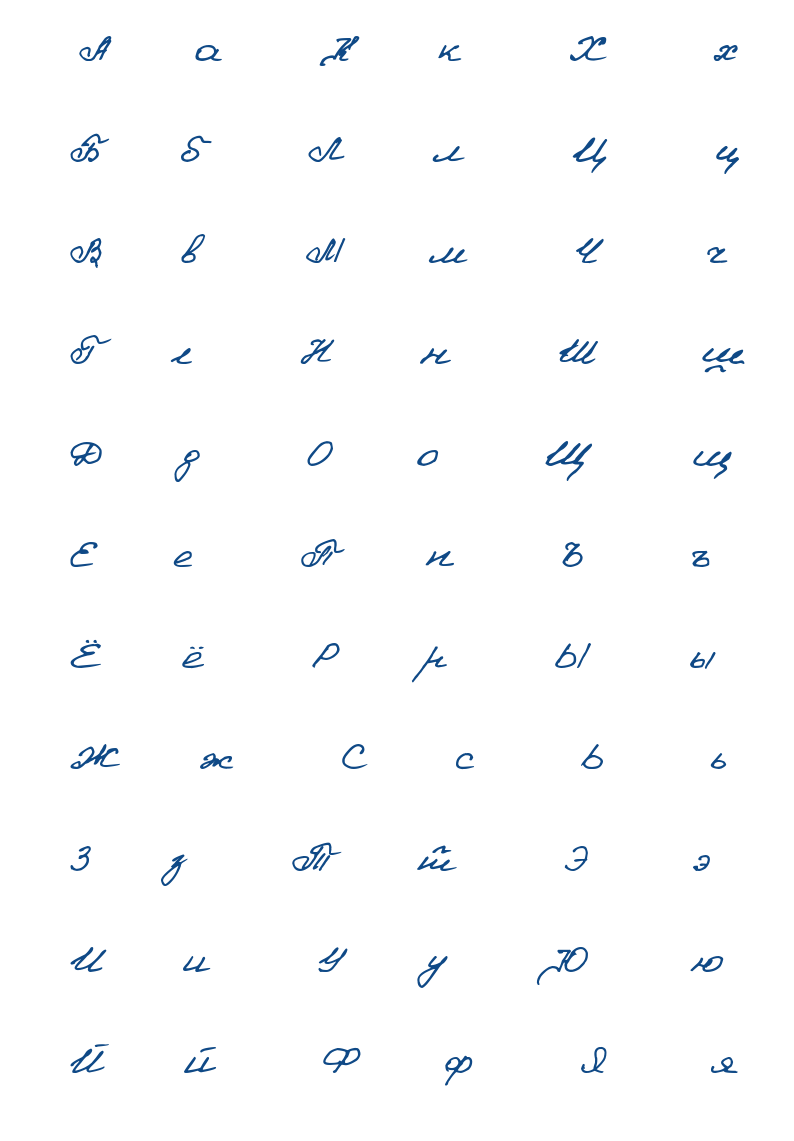 А а К к Х х
Б б Л л Ц ц
В в М м Ч ч
Г г Н н Ш ш
Д д О о Щ щ
Е е П п Ъ ъ
Ё ё Р р Ы ы
Ж ж С с Ь ь
З з Т т Э э
И и У у Ю ю
Й й Ф ф Я я